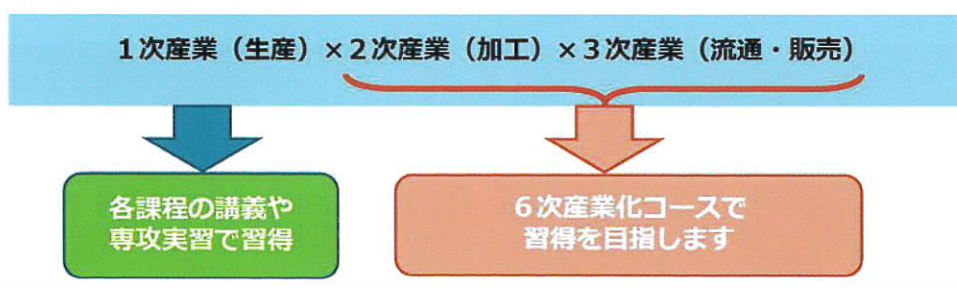 １次産業（生産）×２次産業（加工）×３次産業（流通・販売）
各課程の講義や
専攻実習で習得
６次産業化コースで
習得を目指します